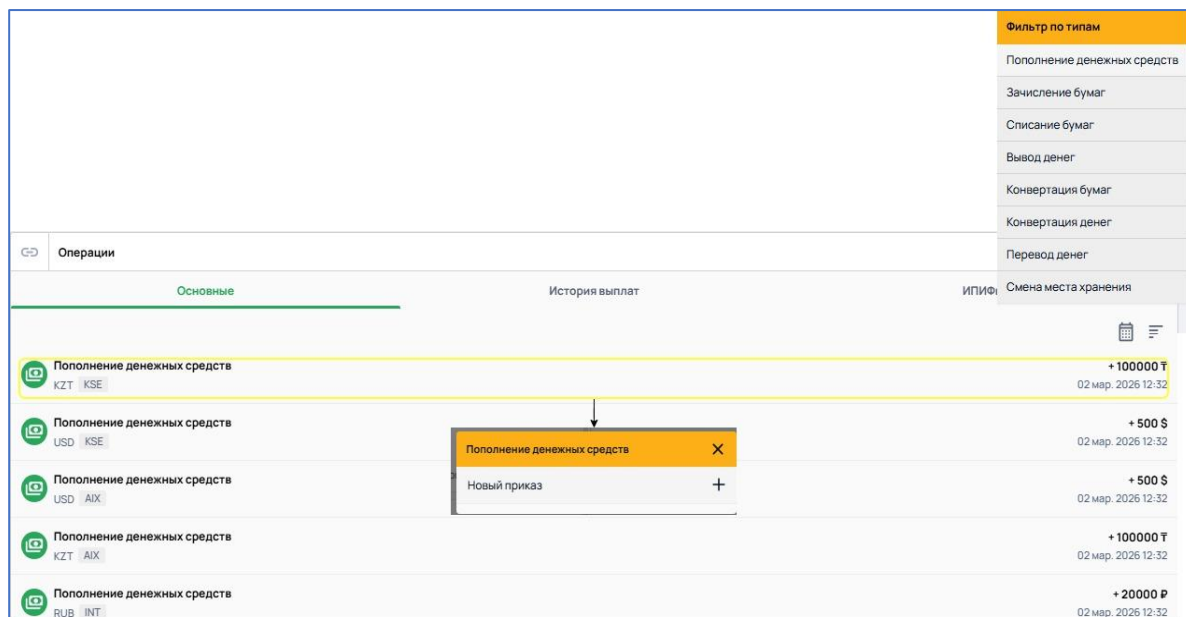 Фильтр по типам
Пополнение денежных средств
Зачисление бумаг
Списание бумаг
Вывод денег
Конвертация бумаг
Конвертация денег
Перевод денег
Смена места хранения
Операции
Основные
История выплат
Пополнение денежных средств
+ 100000 ₸
KZT KSE
02 мар. 2026 12:32
Пополнение денежных средств
+ 500 $
USD KSE
02 мар. 2026 12:32
Пополнение денежных средств
Новый приказ
Пополнение денежных средств
+ 500 $
USD AIX
02 мар. 2026 12:32
Пополнение денежных средств
+ 100000 ₸
KZT AIX
02 мар. 2026 12:32
Пополнение денежных средств
+ 20000 ₽
RUB INT
02 мар. 2026 12:32